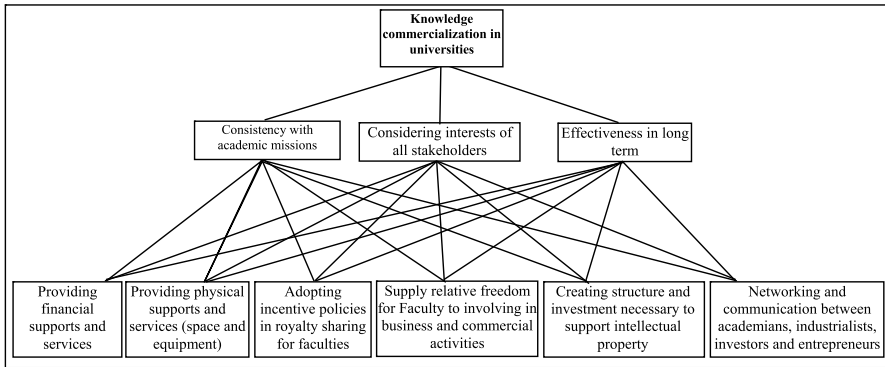 Knowledge
commercialization in
universities
Consistency with
academic missions
Considering interests of
all stakeholders
Effectiveness in long
term
Providing
financial supports and
services
Providing physical
supports and
services (space and
equipment)
Adopting
incentive policies
in royalty sharing
for faculties
Supply relative freedom
for Faculty to involving in
business and commercial
activities
Creating structure and
investment necessary to
support intellectual
property
Networking and
communication between
academians, industrialists,
investors and entrepreneurs